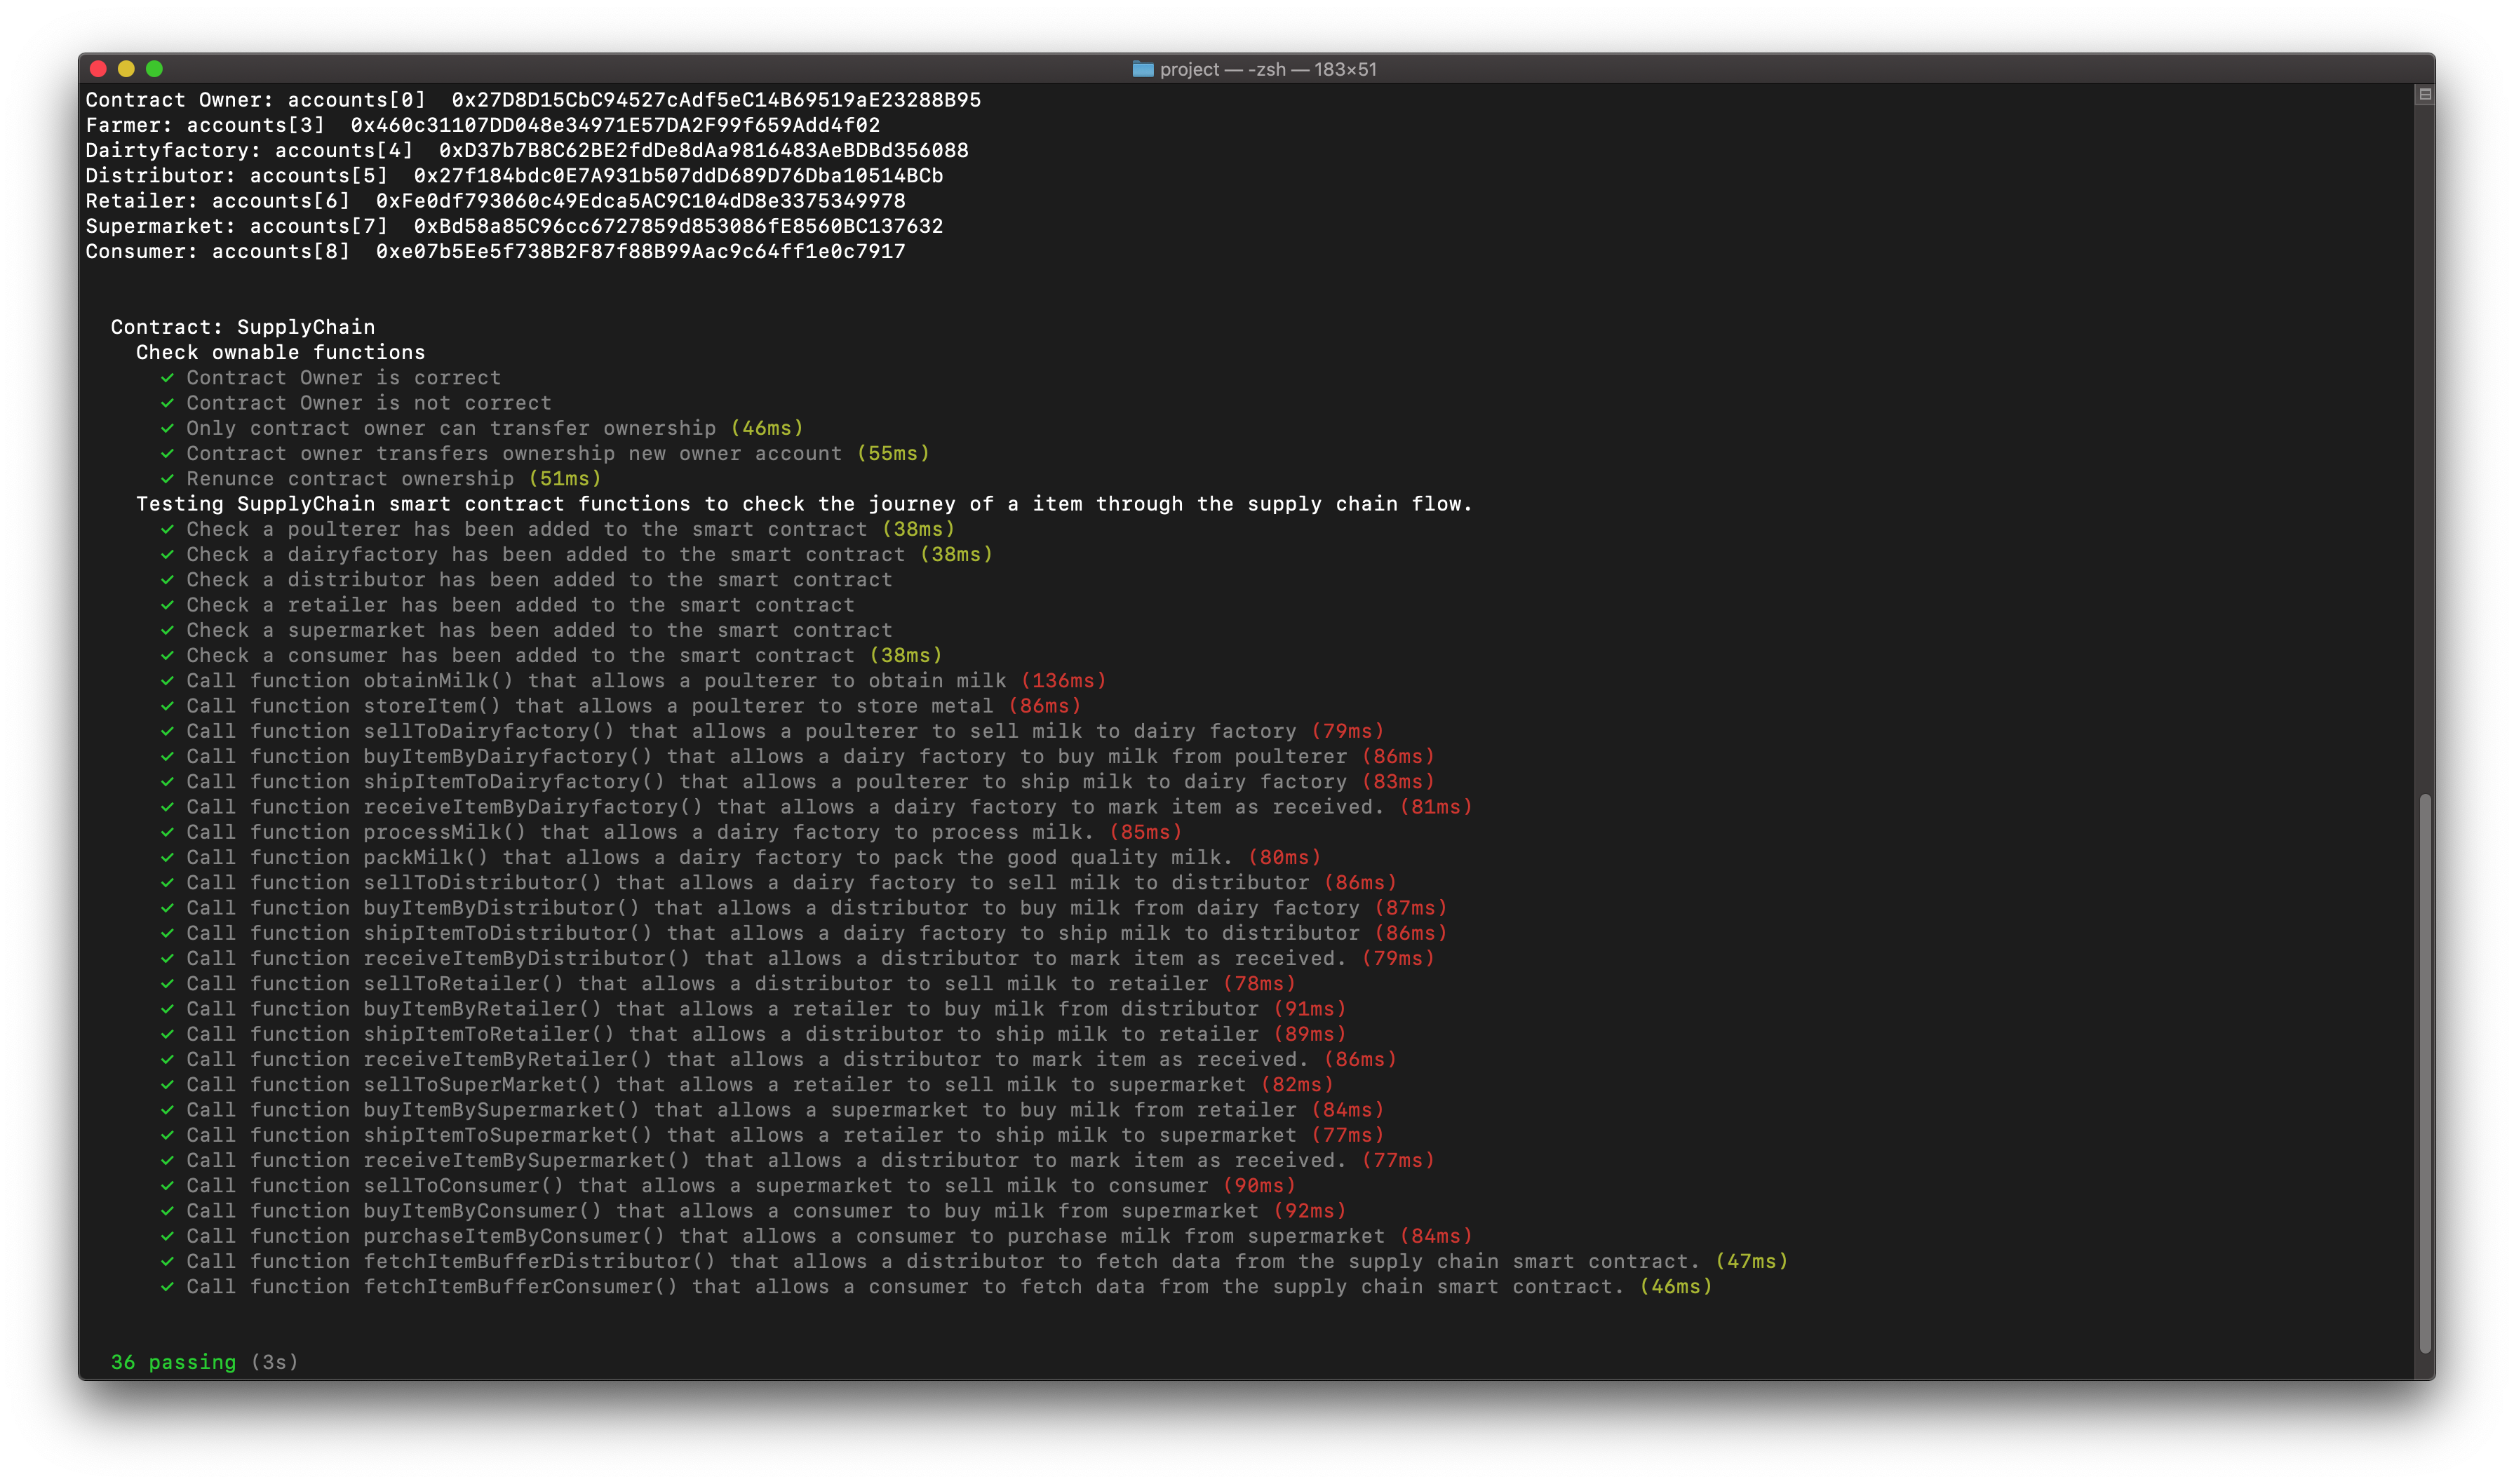 project — -zsh — 183×51
Contract Owner: accounts[0]  0x27D8D15CbC94527cAdf5eC14B69519aE23288B95
Farmer: accounts[3]  0x460c31107DD048e34971E57DA2F99f659Add4f02
Dairtyfactory: accounts[4]  0xD37b7B8C62BE2fdDe8dAa9816483AeBDBd356088
Distributor: accounts[5]  0x27f184bdc0E7A931b507ddD689D76Dba10514BCb
Retailer: accounts[6]  0xFe0df793060c49Edca5AC9C104dD8e3375349978
Supermarket: accounts[7]  0xBd58a85C96cc6727859d853086fE8560BC137632
Consumer: accounts[8]  0xe07b5Ee5f738B2F87f88B99Aac9c64ff1e0c7917
Contract: SupplyChain
Check ownable functions
✓ Contract Owner is correct
✓ Contract Owner is not correct
✓ Only contract owner can transfer ownership (46ms)
✓ Contract owner transfers ownership new owner account (55ms)
✓ Renunce contract ownership (51ms)
Testing SupplyChain smart contract functions to check the journey of a item through the supply chain flow.
✓ Check a poulterer has been added to the smart contract (38ms)
✓ Check a dairyfactory has been added to the smart contract (38ms)
✓ Check a distributor has been added to the smart contract
✓ Check a retailer has been added to the smart contract
✓ Check a supermarket has been added to the smart contract
✓ Check a consumer has been added to the smart contract (38ms)
✓ Call function obtainMilk() that allows a poulterer to obtain milk (136ms)
✓ Call function storeItem() that allows a poulterer to store metal (86ms)
✓ Call function sellToDairyfactory() that allows a poulterer to sell milk to dairy factory (79ms)
✓ Call function buyItemByDairyfactory() that allows a dairy factory to buy milk from poulterer (86ms)
✓ Call function shipItemToDairyfactory() that allows a poulterer to ship milk to dairy factory (83ms)
✓ Call function receiveItemByDairyfactory() that allows a dairy factory to mark item as received. (81ms)
✓ Call function processMilk() that allows a dairy factory to process milk. (85ms)
✓ Call function packMilk() that allows a dairy factory to pack the good quality milk. (80ms)
✓ Call function sellToDistributor() that allows a dairy factory to sell milk to distributor (86ms)
✓ Call function buyItemByDistributor() that allows a distributor to buy milk from dairy factory (87ms)
✓ Call function shipItemToDistributor() that allows a dairy factory to ship milk to distributor (86ms)
✓ Call function receiveItemByDistributor() that allows a distributor to mark item as received. (79ms)
✓ Call function sellToRetailer() that allows a distributor to sell milk to retailer (78ms)
✓ Call function buyItemByRetailer() that allows a retailer to buy milk from distributor (91ms)
✓ Call function shipItemToRetailer() that allows a distributor to ship milk to retailer (89ms)
✓ Call function receiveItemByRetailer() that allows a distributor to mark item as received. (86ms)
✓ Call function sellToSuperMarket() that allows a retailer to sell milk to supermarket (82ms)
✓ Call function buyItemBySupermarket() that allows a supermarket to buy milk from retailer (84ms)
✓ Call function shipItemToSupermarket() that allows a retailer to ship milk to supermarket (77ms)
✓ Call function receiveItemBySupermarket() that allows a distributor to mark item as received. (77ms)
✓ Call function sellToConsumer() that allows a supermarket to sell milk to consumer (90ms)
✓ Call function buyItemByConsumer() that allows a consumer to buy milk from supermarket (92ms)
✓ Call function purchaseItemByConsumer() that allows a consumer to purchase milk from supermarket (84ms)
✓ Call function fetchItemBufferDistributor() that allows a distributor to fetch data from the supply chain smart contract. (47ms)
✓ Call function fetchItemBufferConsumer() that allows a consumer to fetch data from the supply chain smart contract. (46ms)
36 passing (3s)